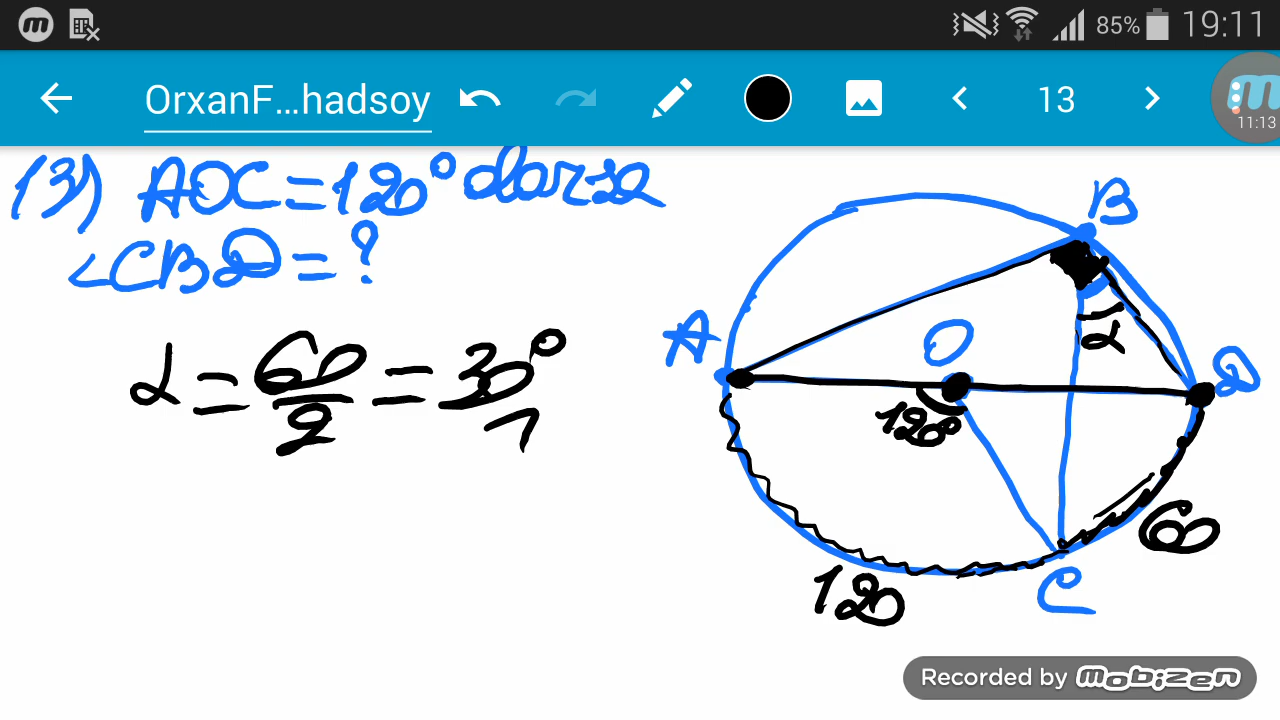 85% 19:11
OrxanF...hadsoy 13
m 11:13
13) AOC=120° dərsə
∠CBD=?
α=60/2=30°
A
B
O
D
α
120°
60
120
C
Recorded by mobizen